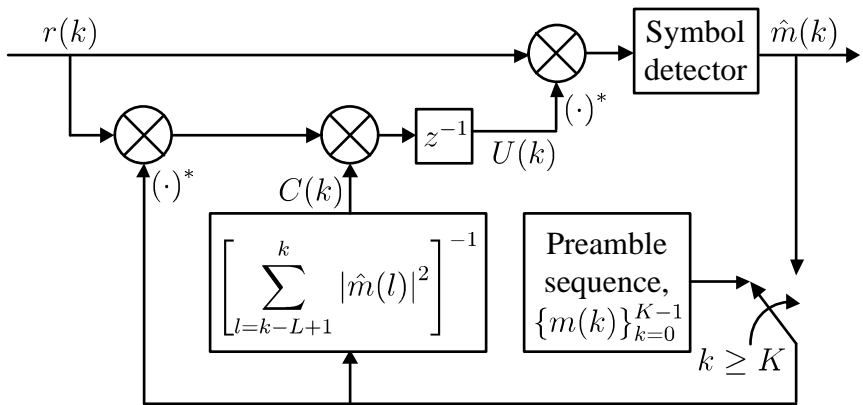 r(k)
Symbol
detector
m̂(k)
(·)*
(·)*
z⁻¹
U(k)
C(k)
[∑_{l=k−L+1}^{k} |m̂(l)|²]⁻¹
Preamble
sequence,
{m(k)}_{k=0}^{K−1}
k ≥ K